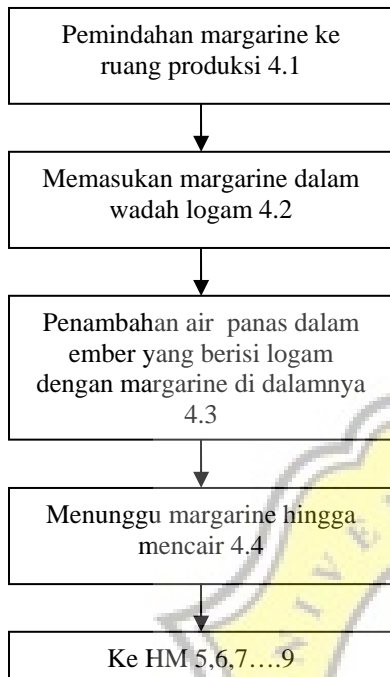 Pemindahan margarine ke
ruang produksi 4.1
Memasukan margarine dalam
wadah logam 4.2
Penambahan air panas dalam
ember yang berisi logam
dengan margarine di dalamnya
4.3
Menunggu margarine hingga
mencair 4.4
Ke HM 5,6,7….9
NIVE